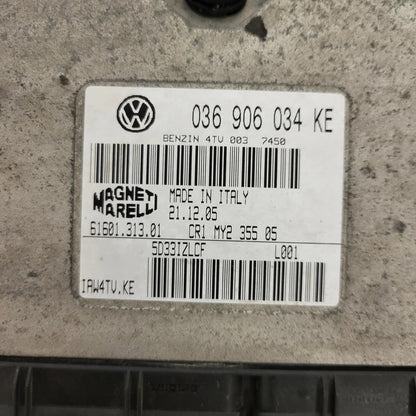 036 906 034 KE
BENZIN 4TV 003 7450
MAGNETI MARELLI
MADE IN ITALY
21.12.05
61601.313.01 CR1 MY2 355 05
5D33IZLCF L001
IAW4TV.KE